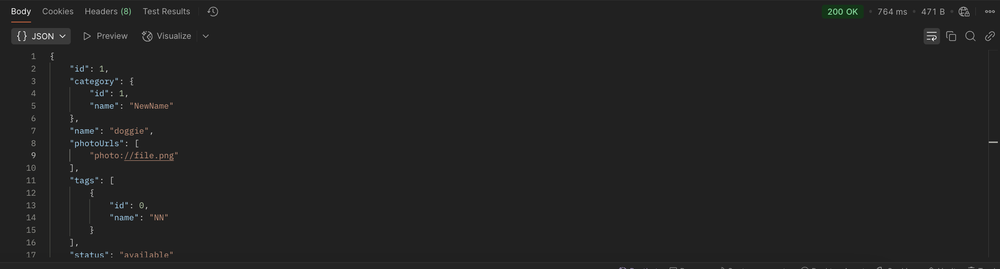 Body Cookies Headers (8) Test Results 200 OK • 764 ms • 471 B •
{} JSON Preview Visualize
1 {
2     "id": 1,
3     "category": {
4         "id": 1,
5         "name": "NewName"
6     },
7     "name": "doggie",
8     "photoUrls": [
9         "photo://file.png"
10     ],
11     "tags": [
12         {
13             "id": 0,
14             "name": "NN"
15         }
16     ],
17     "status": "available"